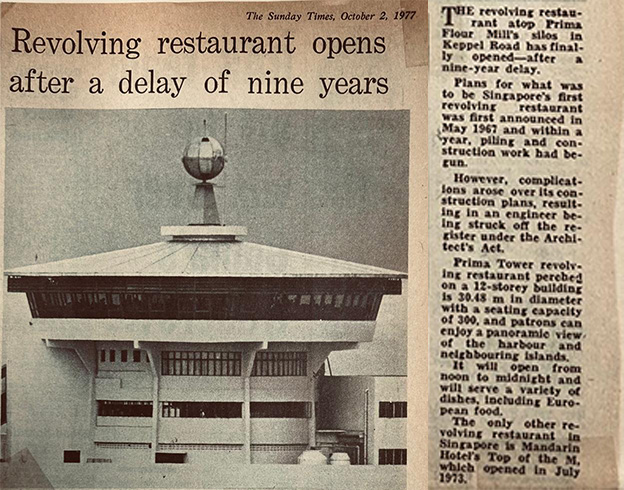 The Sunday Times, October 2, 1977
Revolving restaurant opens
after a delay of nine years
THE revolving restau-
rant atop Prima
Flour Mill's silos in
Keppel Road has final-
ly opened—after a
nine-year delay.
Plans for what was
to be Singapore's first
revolving restaurant
was first announced in
May 1967 and within a
year, piling and con-
struction work had be-
gun.
However, complicat-
ions arose over its con-
struction plans, result-
ing in an engineer be-
ing struck off the re-
gister under the Archi-
tect's Act.
Prima Tower revolv-
ing restaurant perched
on a 12-storey building
is 30.48 m in diameter
with a seating capacity
of 300, and patrons can
enjoy a panoramic view
of the harbour and
neighbouring islands.
It will open from
noon to midnight and
will serve a variety of
dishes, including Euro-
pean food.
The only other re-
volving restaurant in
Singapore is Mandarin
Hotel's Top of the M,
which opened in July
1973.